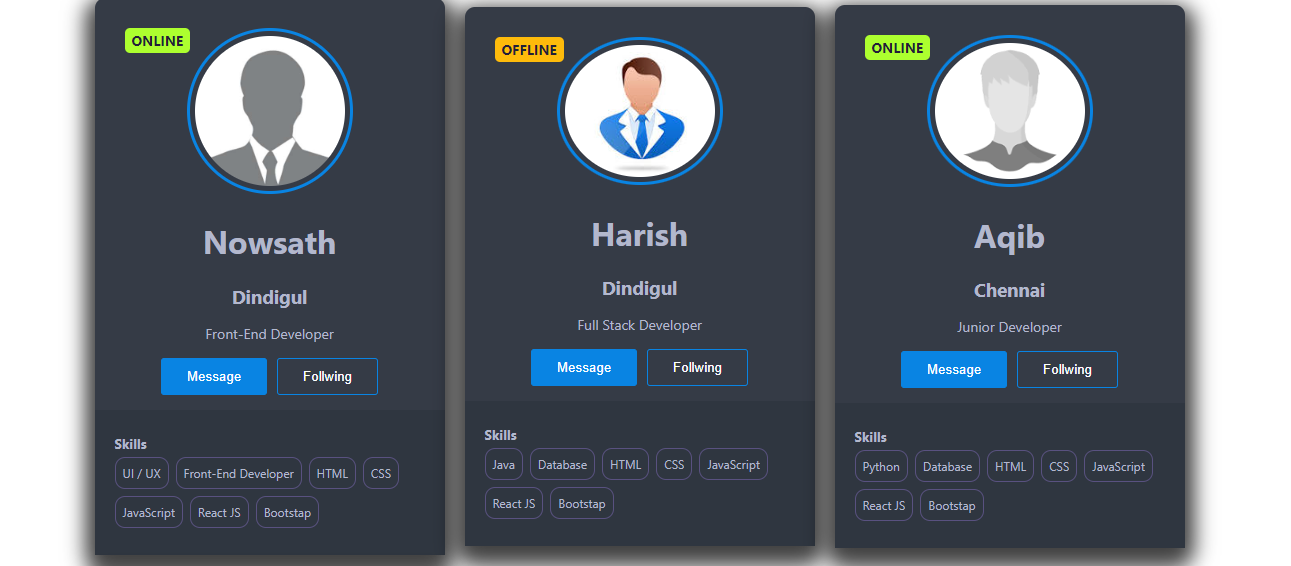 ONLINE
Nowsath
Dindigul
Front-End Developer
Message Follwing
Skills
UI / UX Front-End Developer HTML CSS
JavaScript React JS Bootstap
OFFLINE
Harish
Dindigul
Full Stack Developer
Message Follwing
Skills
Java Database HTML CSS JavaScript
React JS Bootstap
ONLINE
Aqib
Chennai
Junior Developer
Message Follwing
Skills
Python Database HTML CSS JavaScript
React JS Bootstap